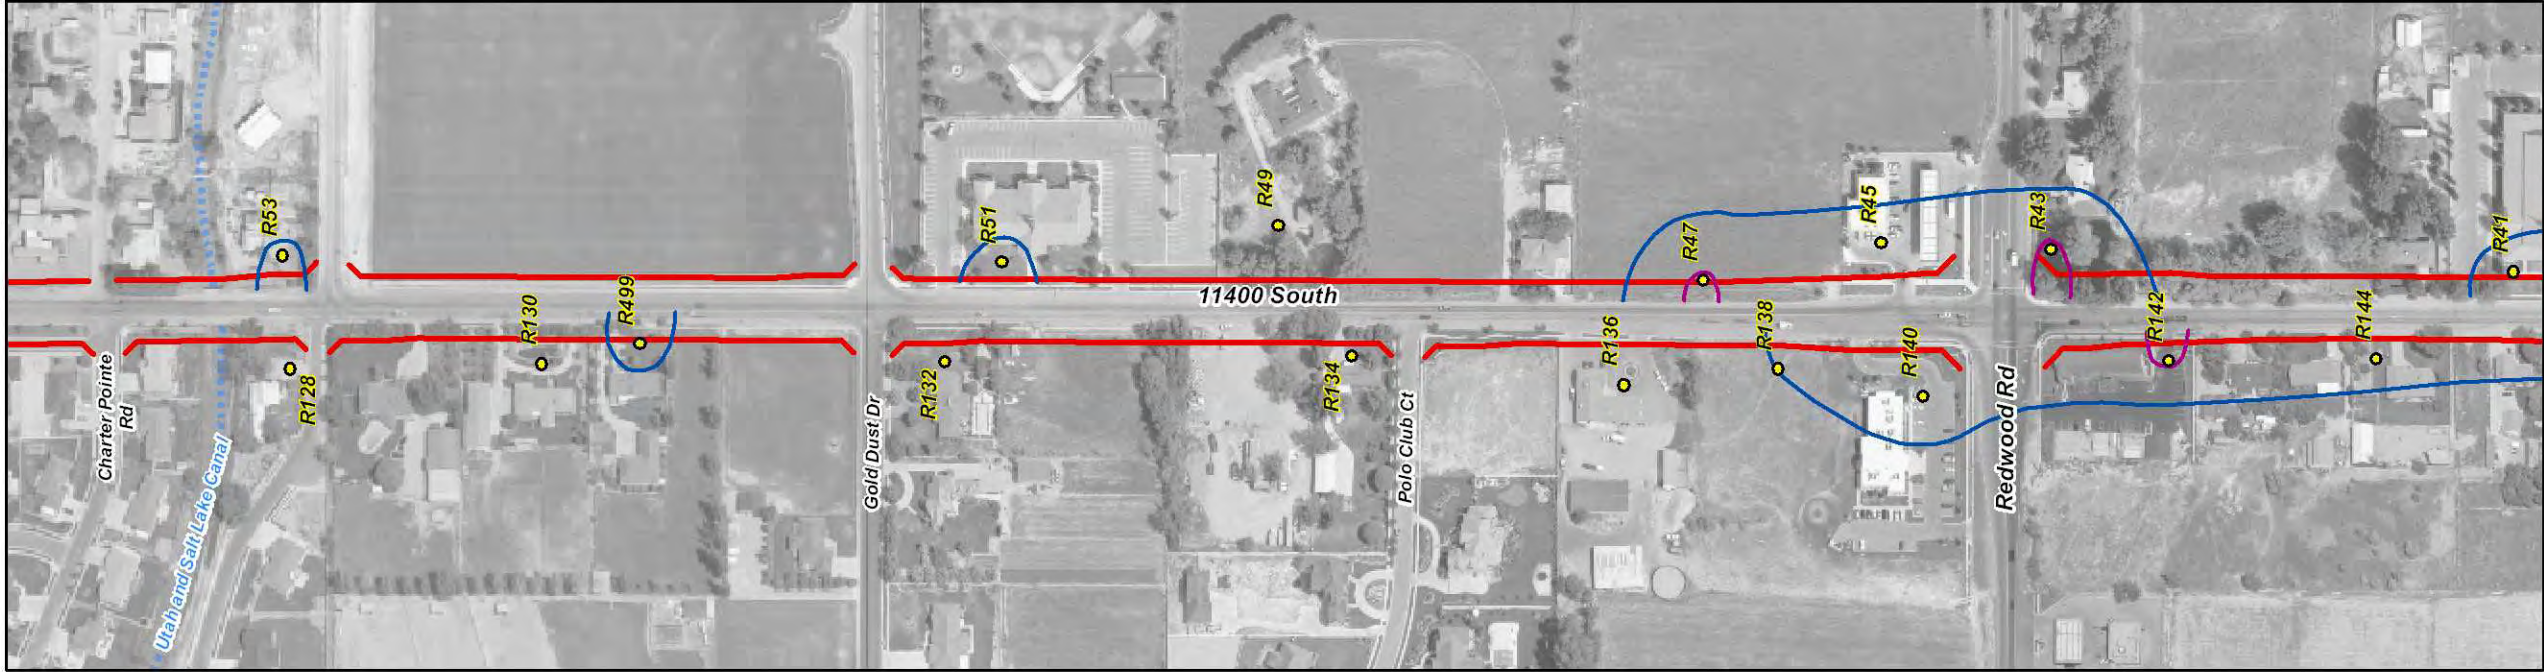 R53
R51
R49
R47
R45
R43
R41
11400 South
R130
R499
R136
R138
R140
R142
R144
R128
R132
R134
Charter Pointe
Rd
Utah and Salt Lake Canal
Gold Dust Dr
Polo Club Ct
Redwood Rd